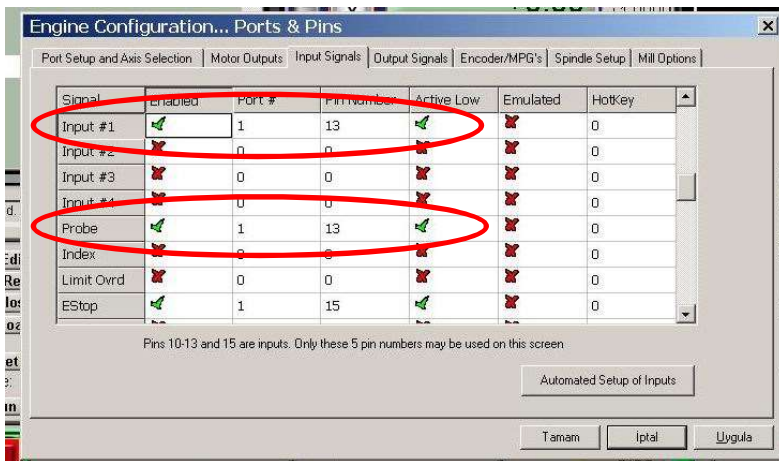 Engine Configuration... Ports & Pins
Port Setup and Axis Selection Motor Outputs Input Signals Output Signals Encoder/MPG's Spindle Setup Mill Options
Signal Enabled Port # Pin Number Active Low Emulated HotKey
Input #1 1 13 0
Input #2 0 0 0
Input #3 0 0 0
Input #4 0 0 0
Probe 1 13 0
Index 0 0 0
Limit Ovrd 0 0 0
EStop 1 15 0
Pins 10-13 and 15 are inputs. Only these 5 pin numbers may be used on this screen
Automated Setup of Inputs
Tamam İptal Uygula